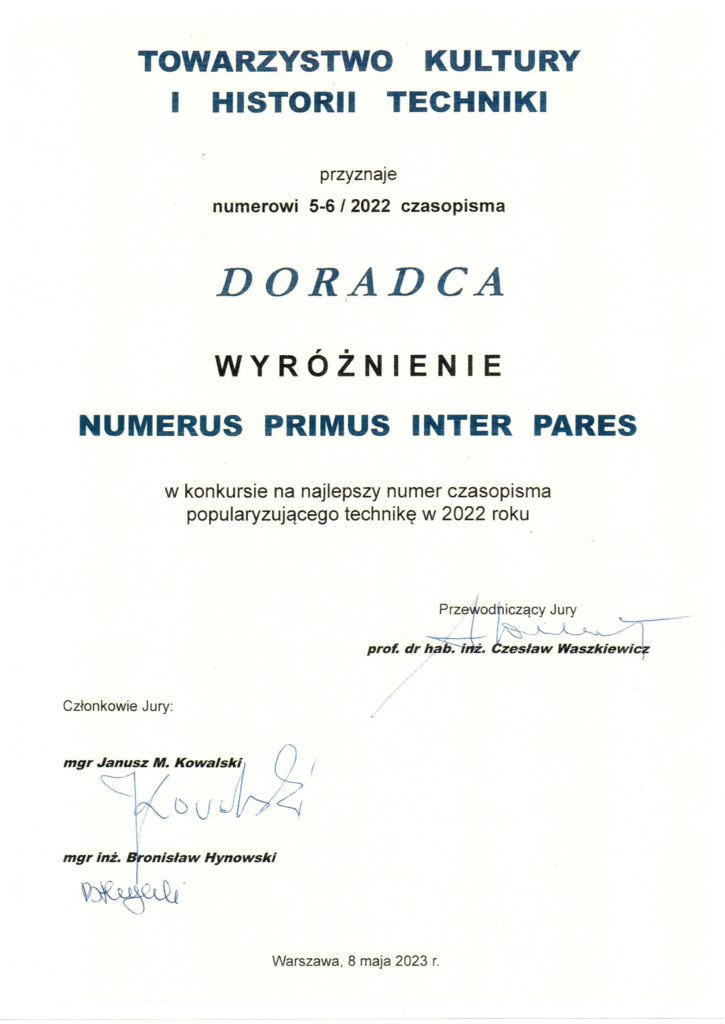 TOWARZYSTWO KULTURY
I HISTORII TECHNIKI
przyznaje
numerowi 5-6 / 2022 czasopisma
DORADCA
WYRÓŻNIENIE
NUMERUS PRIMUS INTER PARES
w konkursie na najlepszy numer czasopisma
popularyzującego technikę w 2022 roku
Przewodniczący Jury
prof. dr hab. inż. Czesław Waszkiewicz
Członkowie Jury:
mgr Janusz M. Kowalski
Kowalski
mgr inż. Bronisław Hynowski
Warszawa, 8 maja 2023 r.